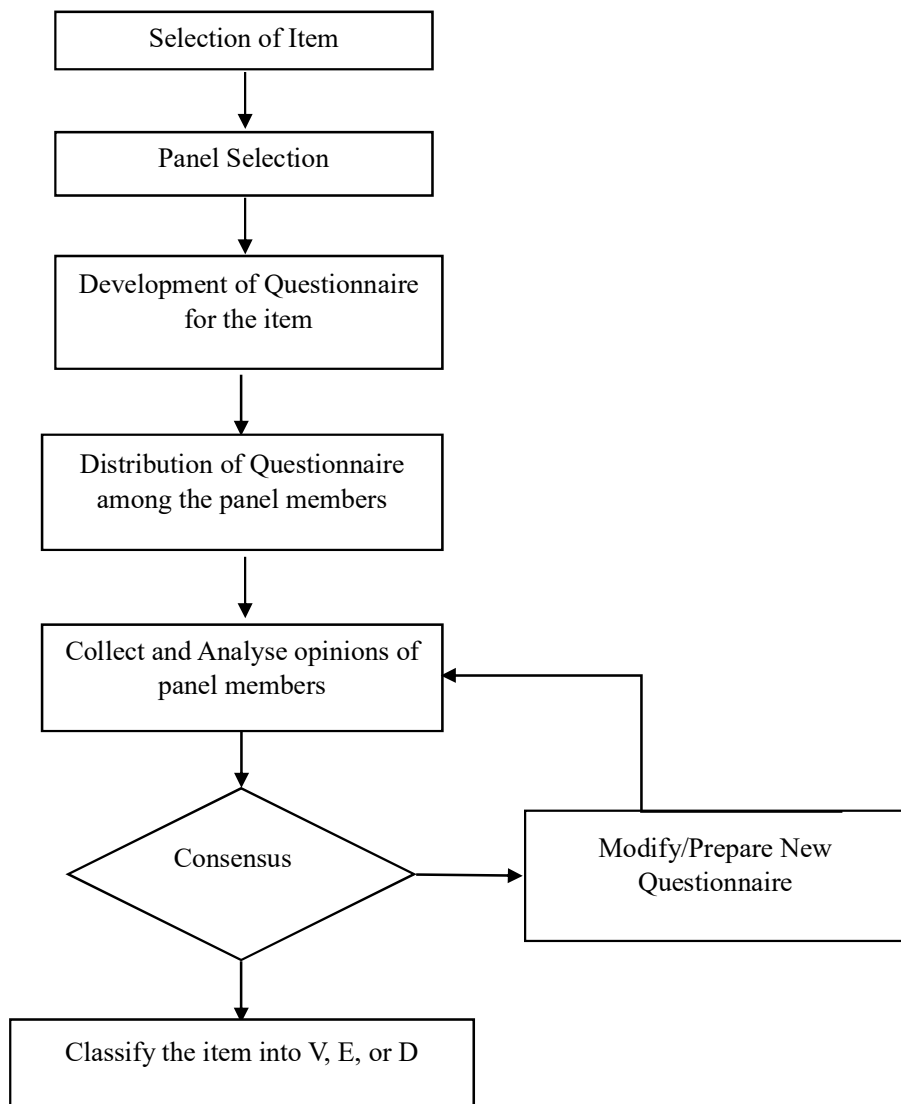 Selection of Item
Panel Selection
Development of Questionnaire
for the item
Distribution of Questionnaire
among the panel members
Collect and Analyse opinions of
panel members
Consensus
Modify/Prepare New
Questionnaire
Classify the item into V, E, or D